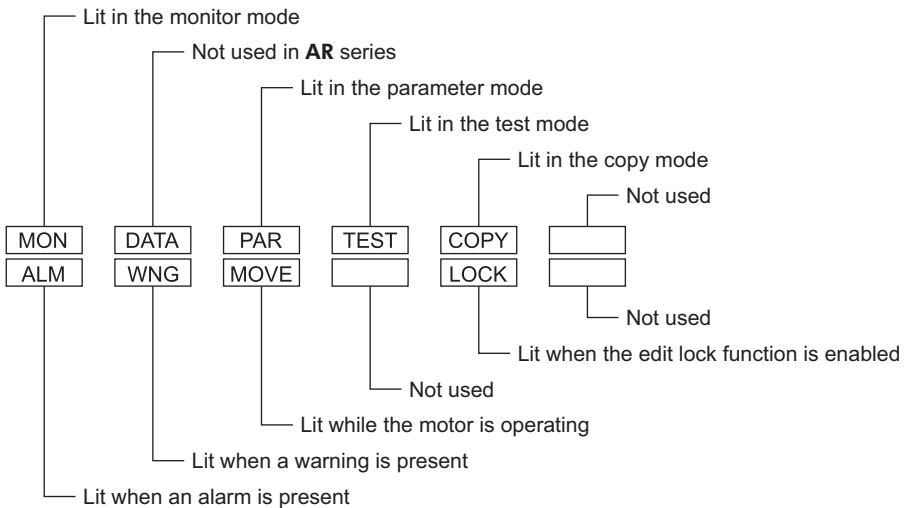 Lit in the monitor mode
Not used in AR series
Lit in the parameter mode
Lit in the test mode
Lit in the copy mode
Not used
MON DATA PAR TEST COPY
ALM WNG MOVE LOCK
Not used
Lit when the edit lock function is enabled
Not used
Lit while the motor is operating
Lit when a warning is present
Lit when an alarm is present